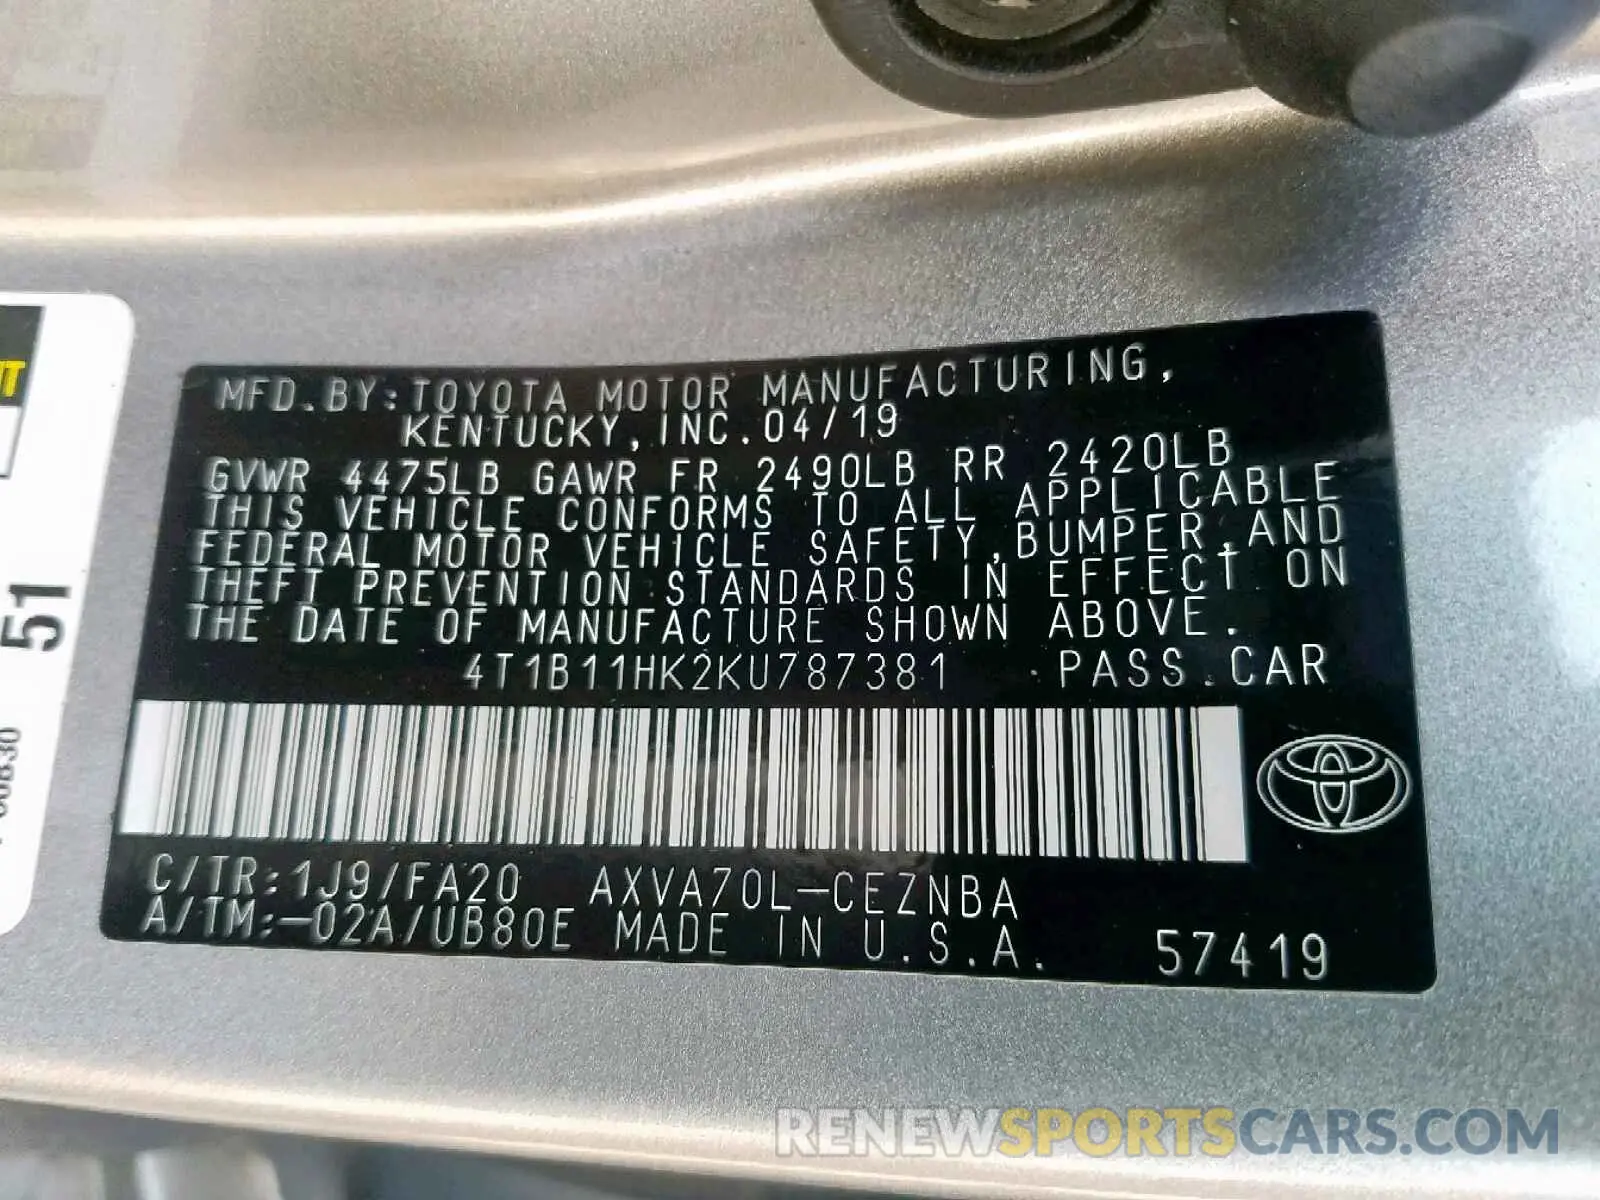 MFD.BY:TOYOTA MOTOR MANUFACTURING,
KENTUCKY,INC.04/19
GVWR 4475LB GAWR FR 2490LB RR 2420LB
THIS VEHICLE CONFORMS TO ALL APPLICABLE
FEDERAL MOTOR VEHICLE SAFETY,BUMPER,AND
THEFT PREVENTION STANDARDS IN EFFECT ON
THE DATE OF MANUFACTURE SHOWN ABOVE.
4T1B11HK2KU787381 PASS.CAR
C/TR:1J9/FA20 AXVA70L-CEZNBA
A/TM:-02A/UB80E MADE IN U.S.A. 57419
51
RENEWSPORTSCARS.COM